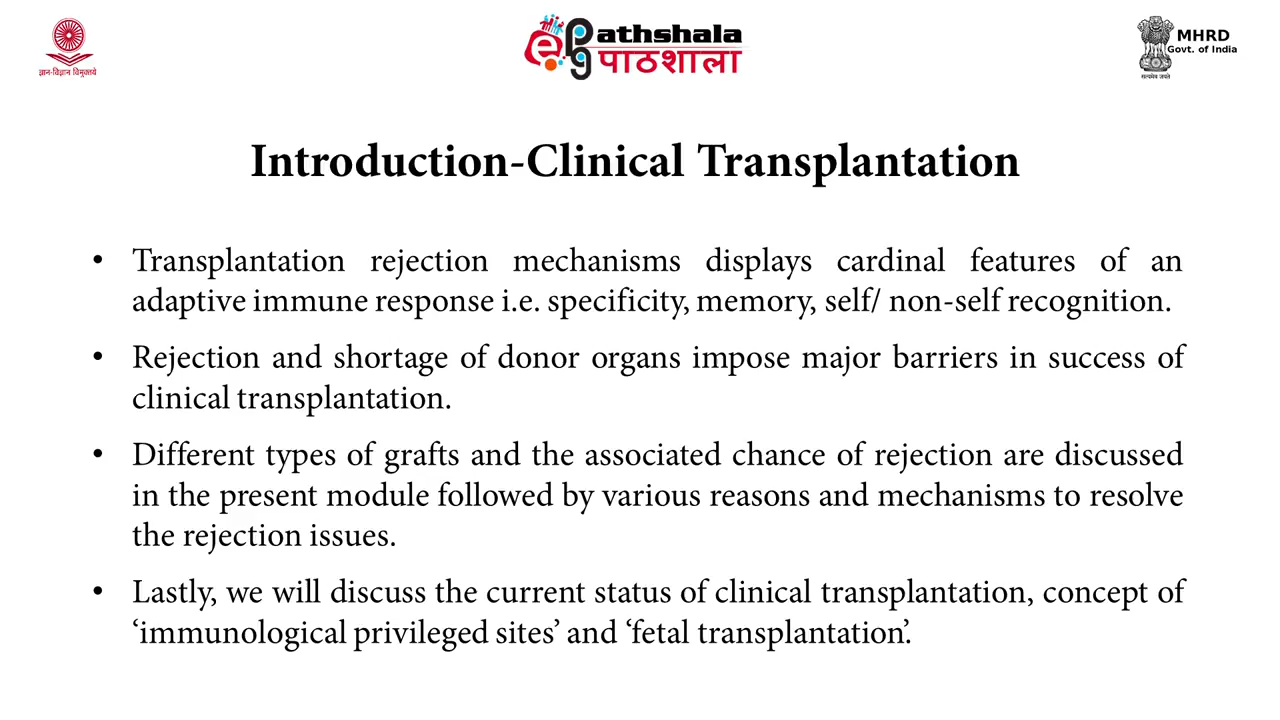 ज्ञान-विज्ञान विमुक्तये
ePathshala
पाठशाला
MHRD
Govt. of India
सत्यमेव जयते
Introduction-Clinical Transplantation
• Transplantation rejection mechanisms displays cardinal features of an
adaptive immune response i.e. specificity, memory, self/ non-self recognition.
• Rejection and shortage of donor organs impose major barriers in success of
clinical transplantation.
• Different types of grafts and the associated chance of rejection are discussed
in the present module followed by various reasons and mechanisms to resolve
the rejection issues.
• Lastly, we will discuss the current status of clinical transplantation, concept of
‘immunological privileged sites’ and ‘fetal transplantation’.